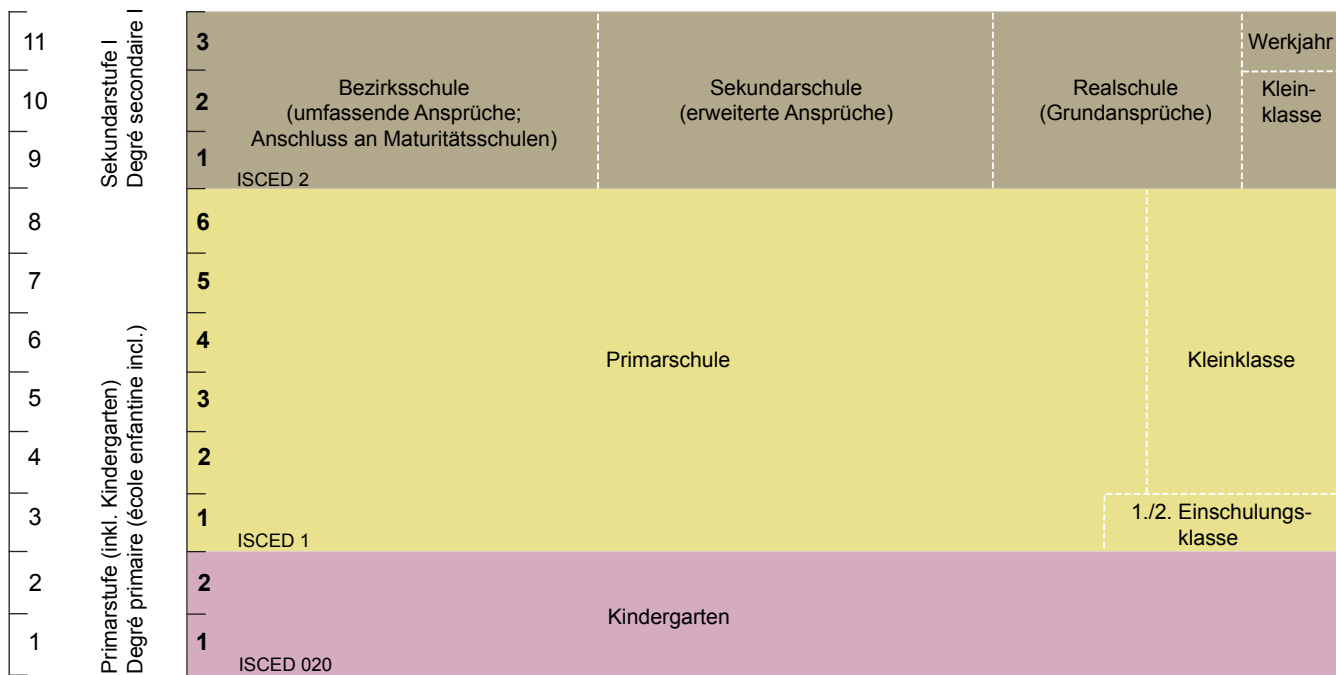 11
10
9
8
7
6
5
4
3
2
1
Sekundarstufe I
Degré secondaire I
Primarstufe (inkl. Kindergarten)
Degré primaire (école enfantine incl.)
3
2
1
Bezirksschule
(umfassende Ansprüche;
Anschluss an Maturitätsschulen)
ISCED 2
Sekundarschule
(erweiterte Ansprüche)
Realschule
(Grundansprüche)
Werkjahr
Klein-
klasse
6
5
4
3
2
1
Primarschule
Kleinklasse
1./2. Einschulungs-
klasse
ISCED 1
2
1
Kindergarten
ISCED 020